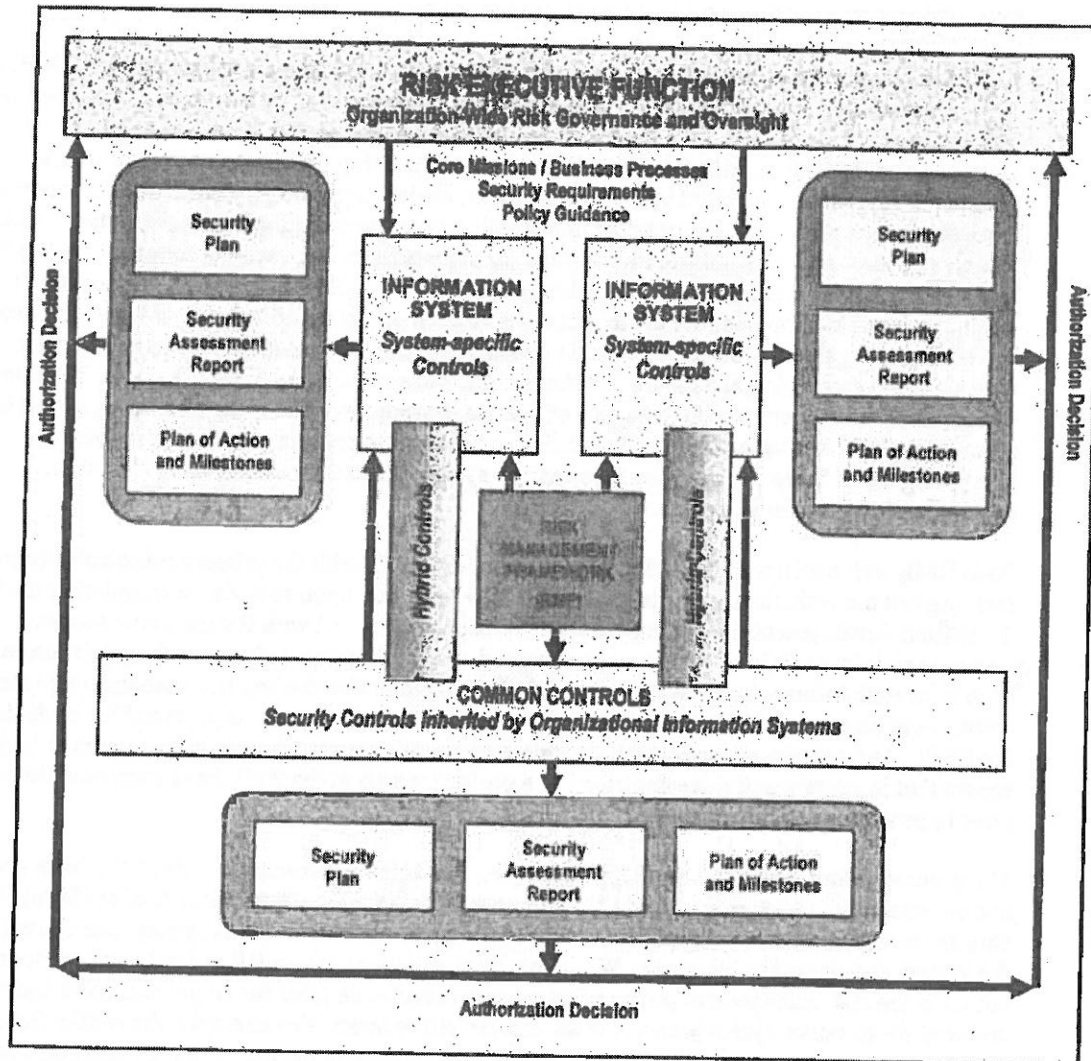 RISK EXECUTIVE FUNCTION
Organization-Wide Risk Governance and Oversight
Core Missions / Business Processes
Security Requirements
Policy Guidance
Authorization Decision
Security
Plan
Security
Assessment
Report
Plan of Action
and Milestones
INFORMATION
SYSTEM
System-specific
Controls
INFORMATION
SYSTEM
System-specific
Controls
Security
Plan
Security
Assessment
Report
Plan of Action
and Milestones
Authorization Decision
Hybrid Controls
RISK
MANAGEMENT
FRAMEWORK
(RMF)
Hybrid Controls
COMMON CONTROLS
Security Controls Inherited by Organizational Information Systems
Security
Plan
Security
Assessment
Report
Plan of Action
and Milestones
Authorization Decision